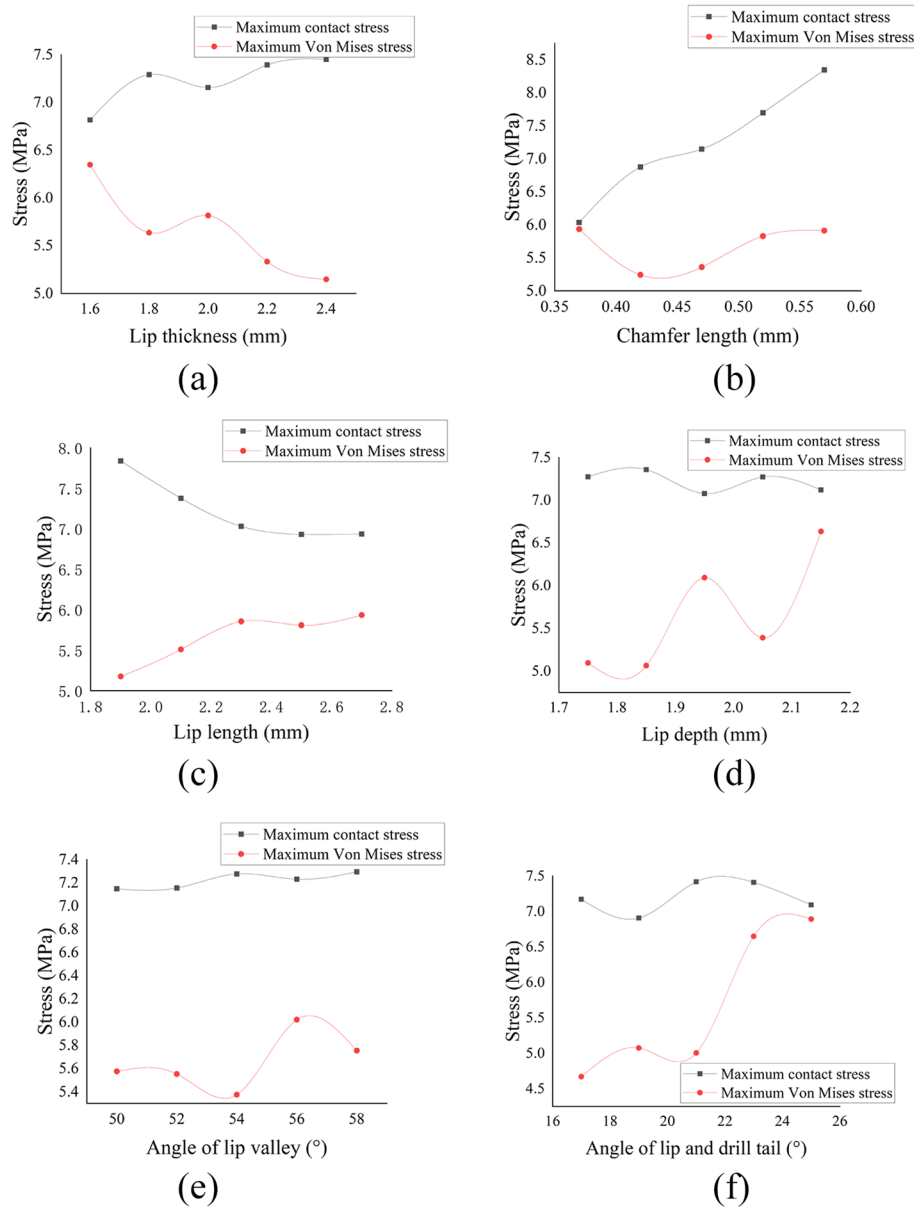 Maximum contact stress
Maximum Von Mises stress
7.5
7.0
6.5
6.0
5.5
5.0
Stress (MPa)
1.6 1.8 2.0 2.2 2.4
Lip thickness (mm)
(a)
Maximum contact stress
Maximum Von Mises stress
8.5
8.0
7.5
7.0
6.5
6.0
5.5
5.0
Stress (MPa)
0.35 0.40 0.45 0.50 0.55 0.60
Chamfer length (mm)
(b)
Maximum contact stress
Maximum Von Mises stress
8.0
7.5
7.0
6.5
6.0
5.5
5.0
Stress (MPa)
1.8 2.0 2.2 2.4 2.6 2.8
Lip length (mm)
(c)
Maximum contact stress
Maximum Von Mises stress
7.5
7.0
6.5
6.0
5.5
5.0
Stress (MPa)
1.7 1.8 1.9 2.0 2.1 2.2
Lip depth (mm)
(d)
Maximum contact stress
Maximum Von Mises stress
7.4
7.2
7.0
6.8
6.6
6.4
6.2
6.0
5.8
5.6
5.4
Stress (MPa)
50 52 54 56 58
Angle of lip valley (°)
(e)
7.5
7.0
6.5
6.0
5.5
5.0
4.5
Stress (MPa)
Maximum contact stress
Maximum Von Mises stress
16 17 18 19 20 21 22 23 24 25 26
Angle of lip and drill tail (°)
(f)